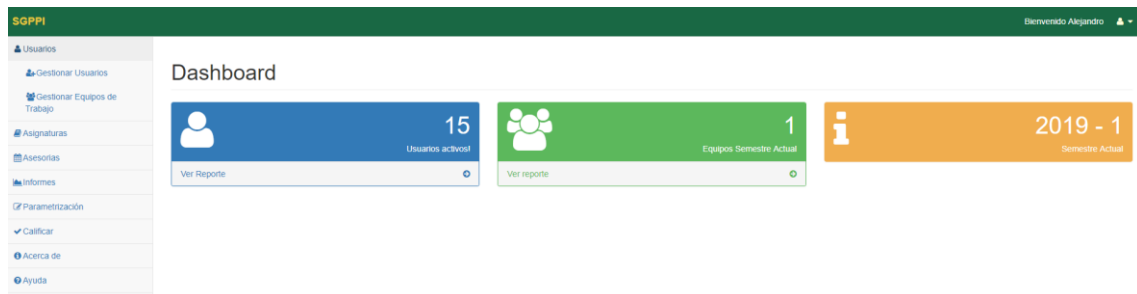 SGPPI
Bienvenido Alejandro
Usuarios
Gestionar Usuarios
Gestionar Equipos de
Trabajo
Asignaturas
Asesorias
Informes
Parametrización
Calificar
Acerca de
Ayuda
Dashboard
15
Usuarios activos!
Ver Reporte
1
Equipos Semestre Actual
Ver reporte
2019 - 1
Semestre Actual